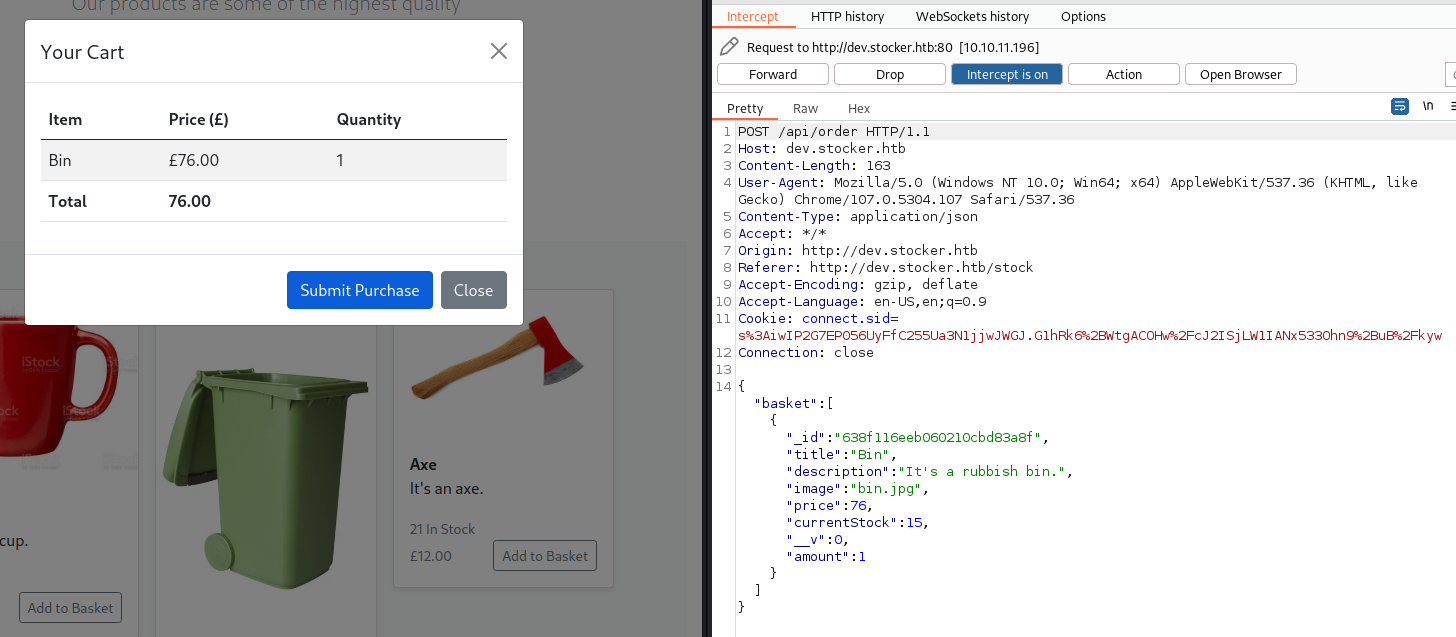 Our products are some of the highest quality
Your Cart
Item Price (£) Quantity
Bin £76.00 1
Total 76.00
Submit Purchase Close
iStock
iStock
Axe
It's an axe.
21 In Stock
£12.00 Add to Basket
cup.
Add to Basket
Intercept HTTP history WebSockets history Options
Request to http://dev.stocker.htb:80 [10.10.11.196]
Forward Drop Intercept is on Action Open Browser
Pretty Raw Hex
\n
1 POST /api/order HTTP/1.1
2 Host: dev.stocker.htb
3 Content-Length: 163
4 User-Agent: Mozilla/5.0 (Windows NT 10.0; Win64; x64) AppleWebKit/537.36 (KHTML, like
Gecko) Chrome/107.0.5304.107 Safari/537.36
5 Content-Type: application/json
6 Accept: */*
7 Origin: http://dev.stocker.htb
8 Referer: http://dev.stocker.htb/stock
9 Accept-Encoding: gzip, deflate
10 Accept-Language: en-US,en;q=0.9
11 Cookie: connect.sid=
12 Connection: close
13
14 {
"basket":[
{
"_id":"638f116eeb060210cbd83a8f",
"title":"Bin",
"description":"It's a rubbish bin.",
"image":"bin.jpg",
"price":76,
"currentStock":15,
"__v":0,
"amount":1
}
]
}